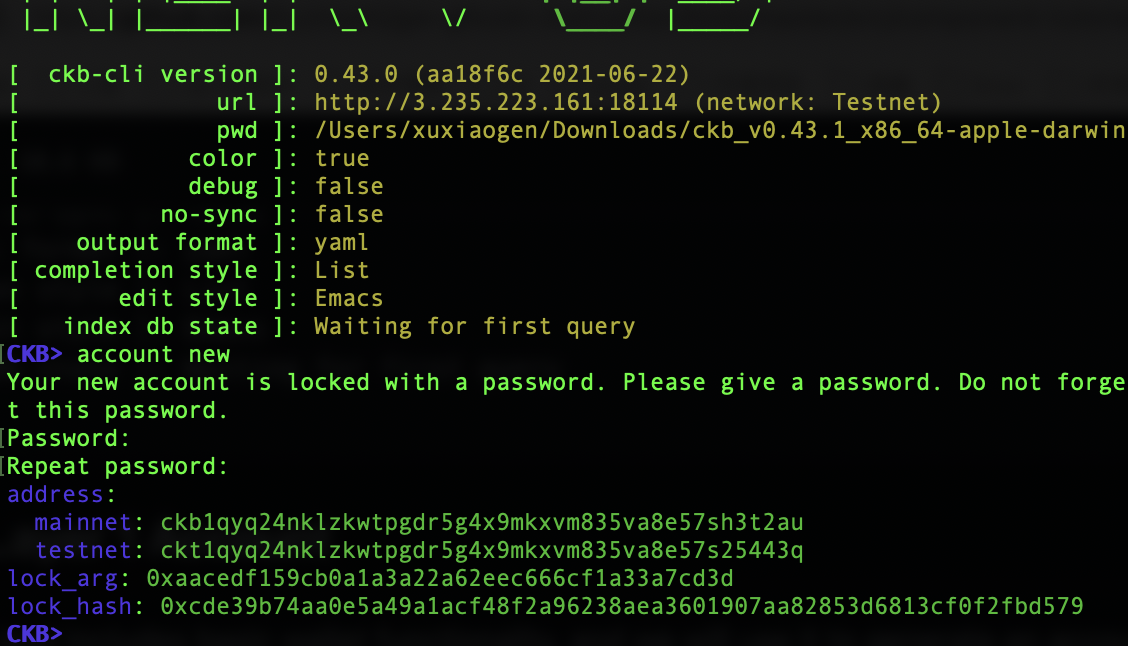 [  ckb-cli version ]: 0.43.0 (aa18f6c 2021-06-22)
[              url ]: http://3.235.223.161:18114 (network: Testnet)
[              pwd ]: /Users/xuxiaogen/Downloads/ckb_v0.43.1_x86_64-apple-darwin
[            color ]: true
[            debug ]: false
[          no-sync ]: false
[    output format ]: yaml
[ completion style ]: List
[       edit style ]: Emacs
[   index db state ]: Waiting for first query
CKB> account new
Your new account is locked with a password. Please give a password. Do not forge
t this password.
Password:
Repeat password:
address:
  mainnet: ckb1qyq24nklzkwtpgdr5g4x9mkxvm835va8e57sh3t2au
  testnet: ckt1qyq24nklzkwtpgdr5g4x9mkxvm835va8e57s25443q
lock_arg: 0xaacedf159cb0a1a3a22a62eec666cf1a33a7cd3d
lock_hash: 0xcde39b74aa0e5a49a1acf48f2a96238aea3601907aa82853d6813cf0f2fbd579
CKB>